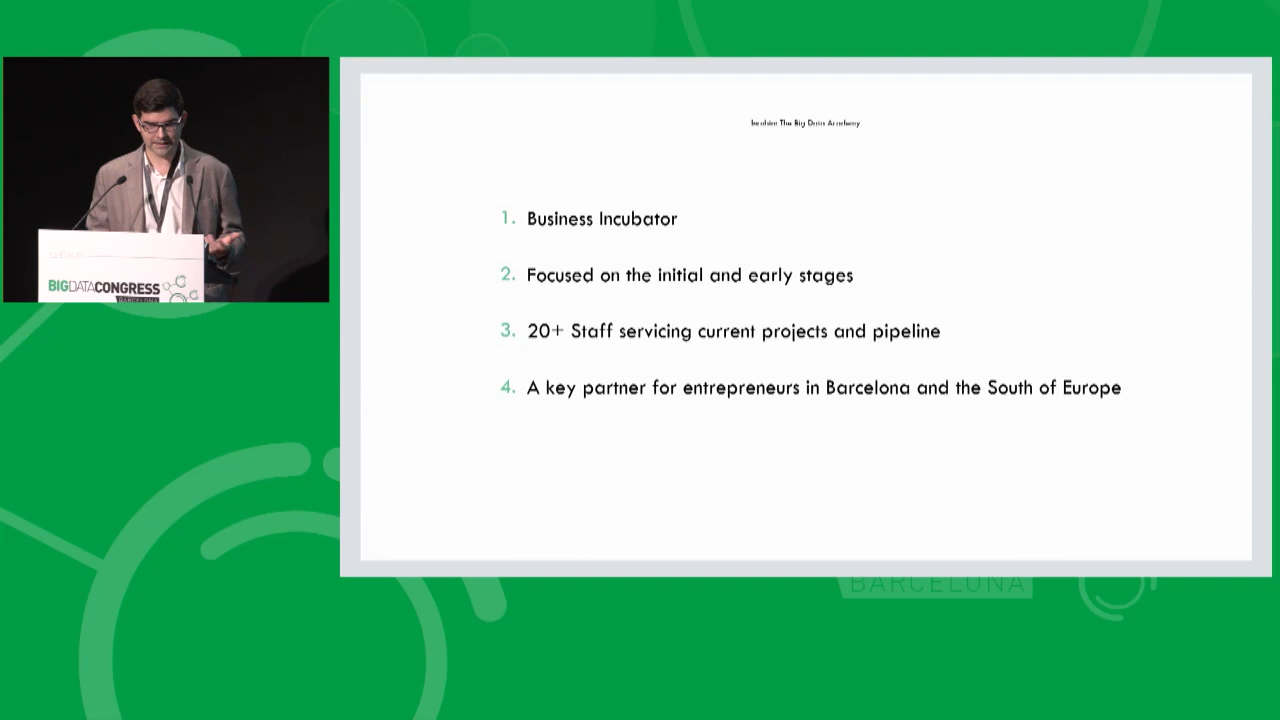 The Big Data Academy
1. Business Incubator
2. Focused on the initial and early stages
3. 20+ Staff servicing current projects and pipeline
4. A key partner for entrepreneurs in Barcelona and the South of Europe
BIGDATACONGRESS
BARCELONA
BARCELONA